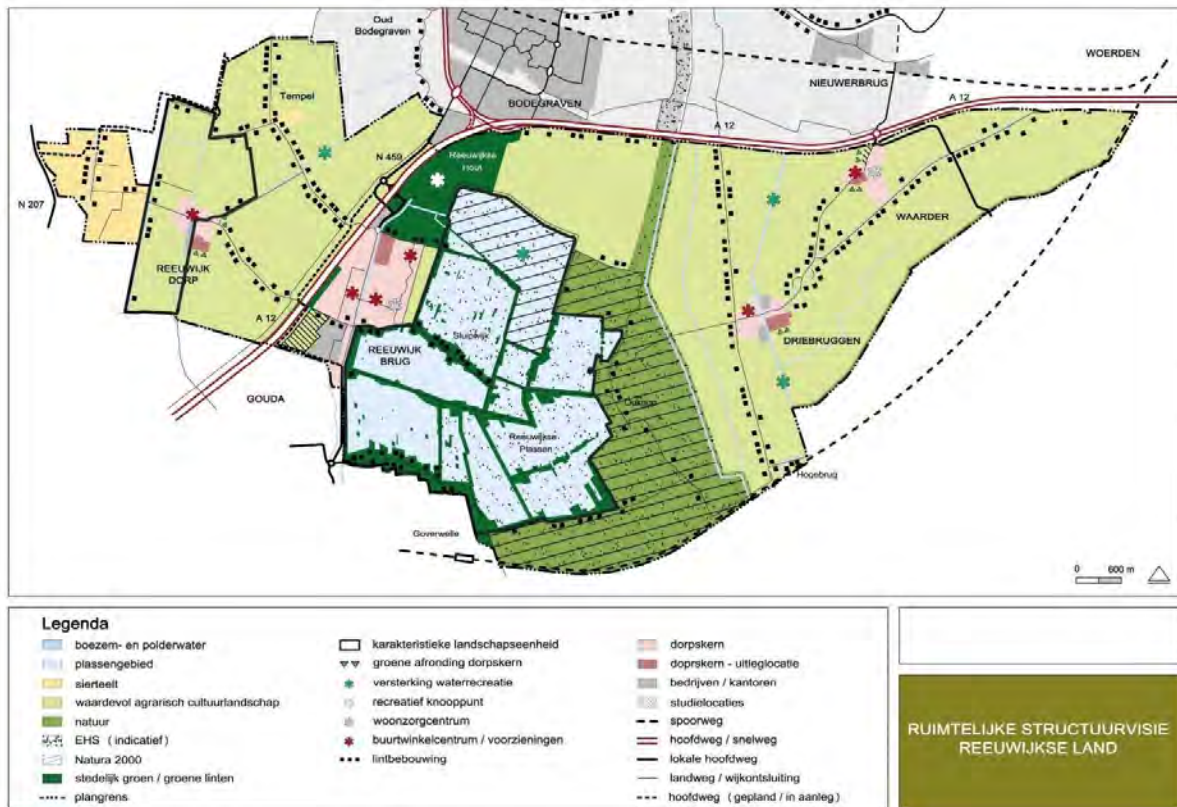 Oud
Bodegraven
WOERDEN
NIEUWERBRUG
BODEGRAVEN
A 12
A 12
Tempel
N 459
Reeuwijkse
Hout
N 207
WAARDER
REEUWIJK
DORP
A 12
Sluipwijk
REEUWIJK
BRUG
DRIEBRUGGEN
GOUDA
Reeuwijkse
Plassen
Hogebrug
Goverwelle
0 600 m
Legenda
boezem- en polderwater
plassengebied
sierteelt
waardevol agrarisch cultuurlandschap
natuur
EHS ( indicatief )
Natura 2000
stedelijk groen / groene linten
plangrens
karakteristieke landschapseenheid
groene afronding dorpskern
versterking waterrecreatie
recreatief knooppunt
woonzorgcentrum
buurtwinkelcentrum / voorzieningen
lintbebouwing
dorpskern
doprskern - uitleglocatie
bedrijven / kantoren
studielocaties
spoorweg
hoofdweg / snelweg
lokale hoofdweg
landweg / wijkontsluiting
hoofdweg ( gepland / in aanleg )
RUIMTELIJKE STRUCTUURVISIE
REEUWIJKSE LAND